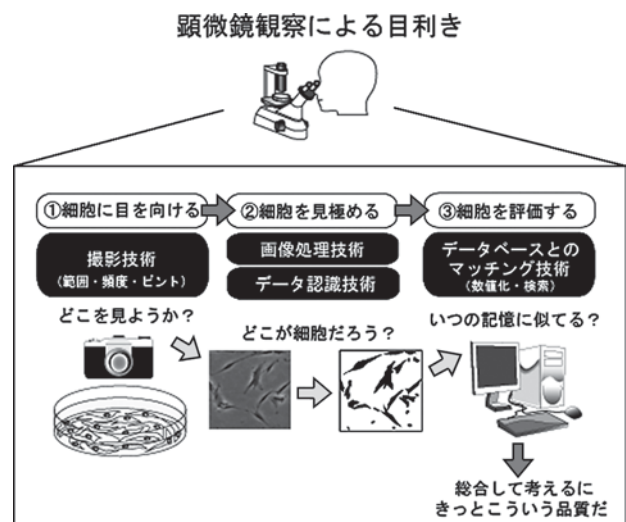 顕微鏡観察による目利き
①細胞に目を向ける
②細胞を見極める
③細胞を評価する
撮影技術
(範囲・頻度・ピント)
画像処理技術
データ認識技術
データベースとの
マッチング技術
(数値化・検索)
どこを見ようか?
どこが細胞だろう?
いつの記憶に似てる?
総合して考えるに
きっとこういう品質だ